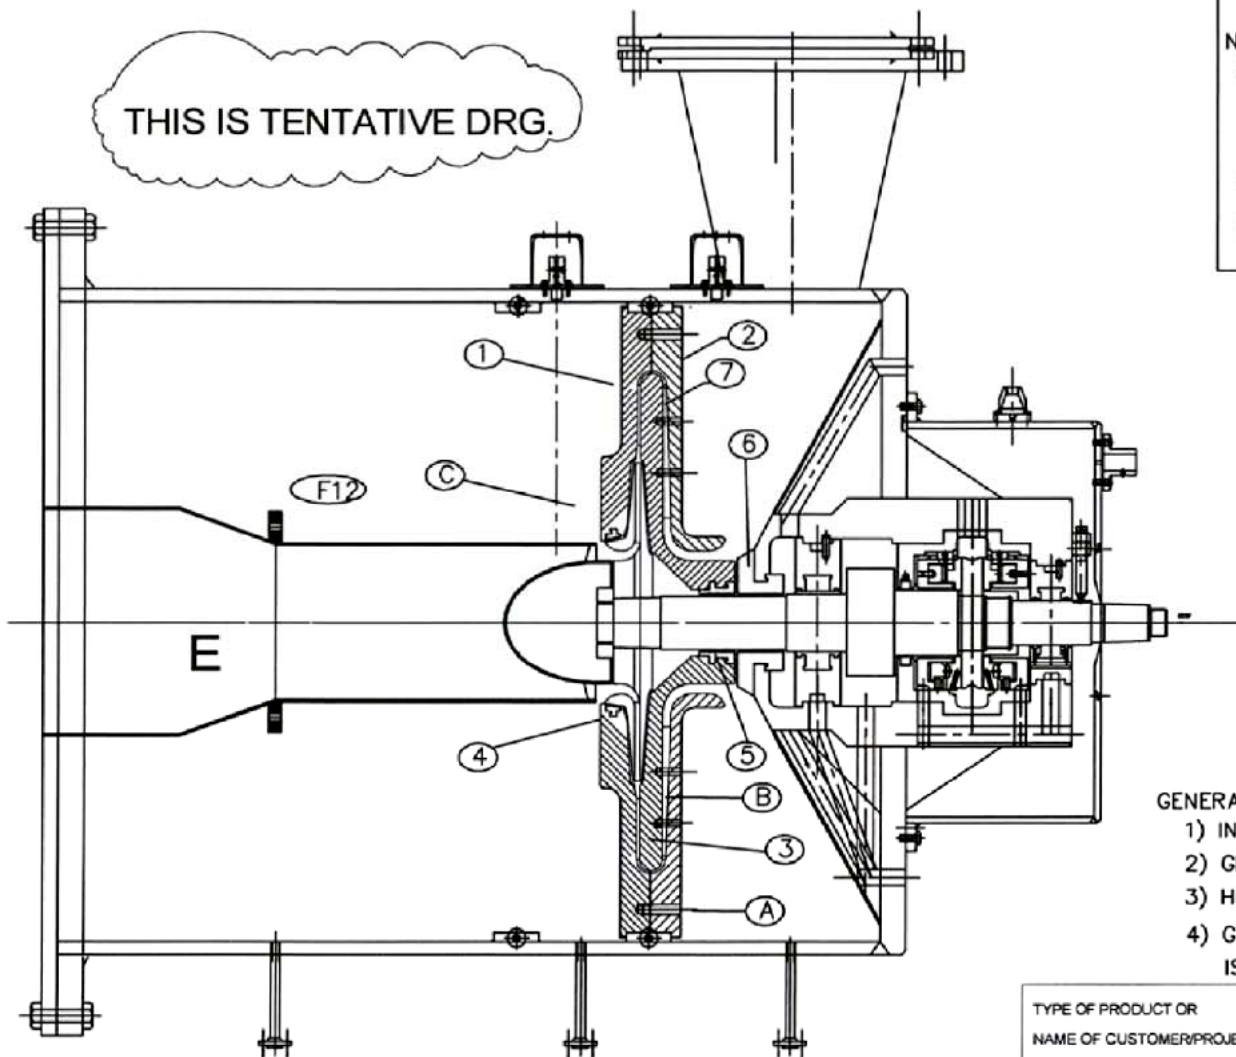 N
THIS IS TENTATIVE DRG.
1
2
7
6
C
F12
E
4
5
B
3
A
GENERA
1) IN
2) G
3) H
4) G
IS
TYPE OF PRODUCT OR
NAME OF CUSTOMER/PROJE